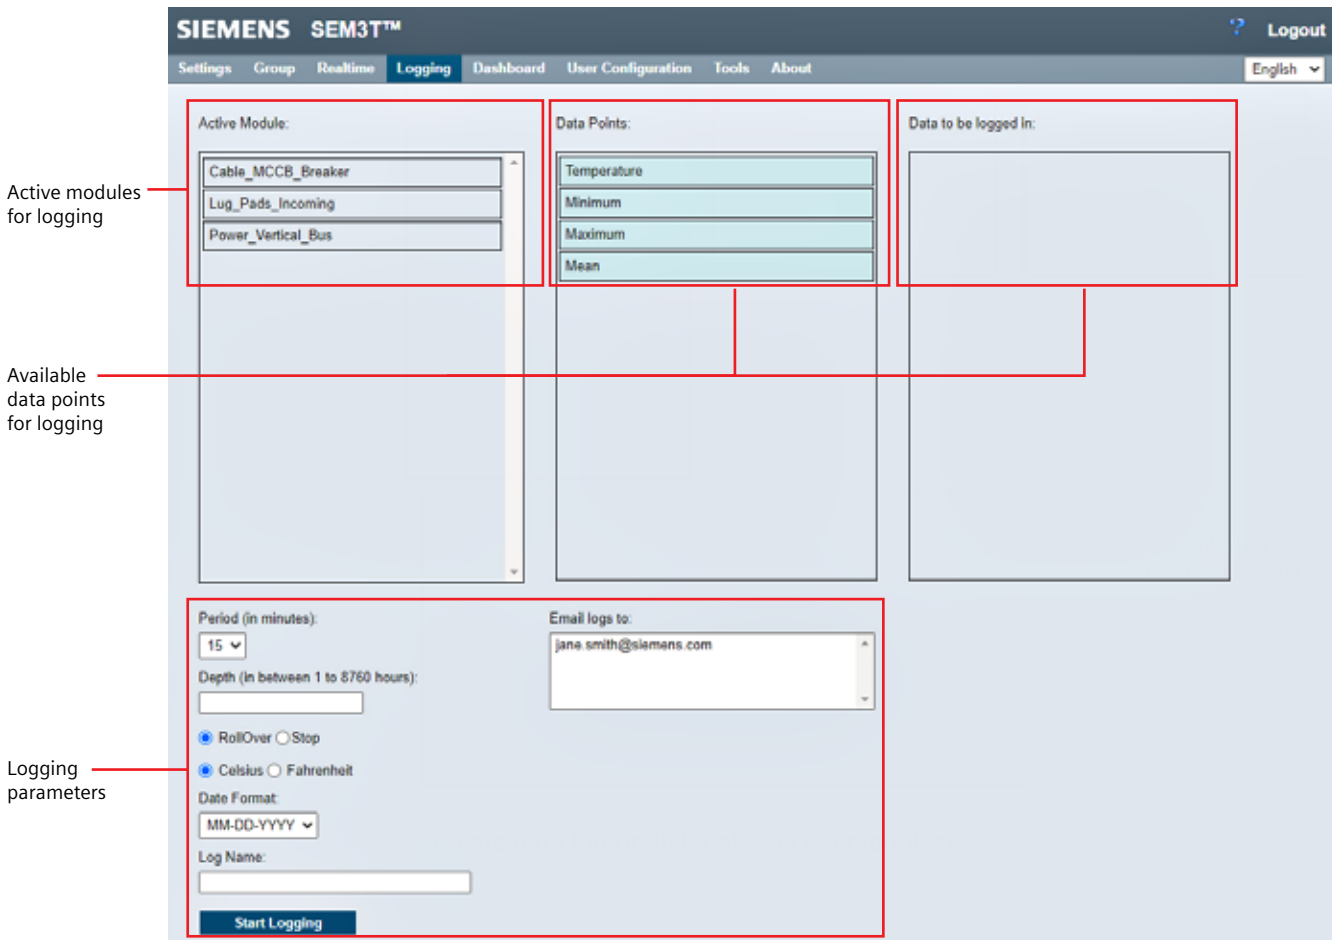 SIEMENS SEM3T™
? Logout
Settings Group Realtime Logging Dashboard User Configuration Tools About
English
Active Module:
Data Points:
Data to be logged in:
Cable_MCCB_Breaker
Lug_Pads_Incoming
Power_Vertical_Bus
Temperature
Minimum
Maximum
Mean
Active modules
for logging
Available
data points
for logging
Period (in minutes):
15
Depth (in between 1 to 8760 hours):
RollOver Stop
Celsius Fahrenheit
Date Format:
MM-DD-YYYY
Log Name:
Start Logging
Email logs to:
jane.smith@siemens.com
Logging
parameters